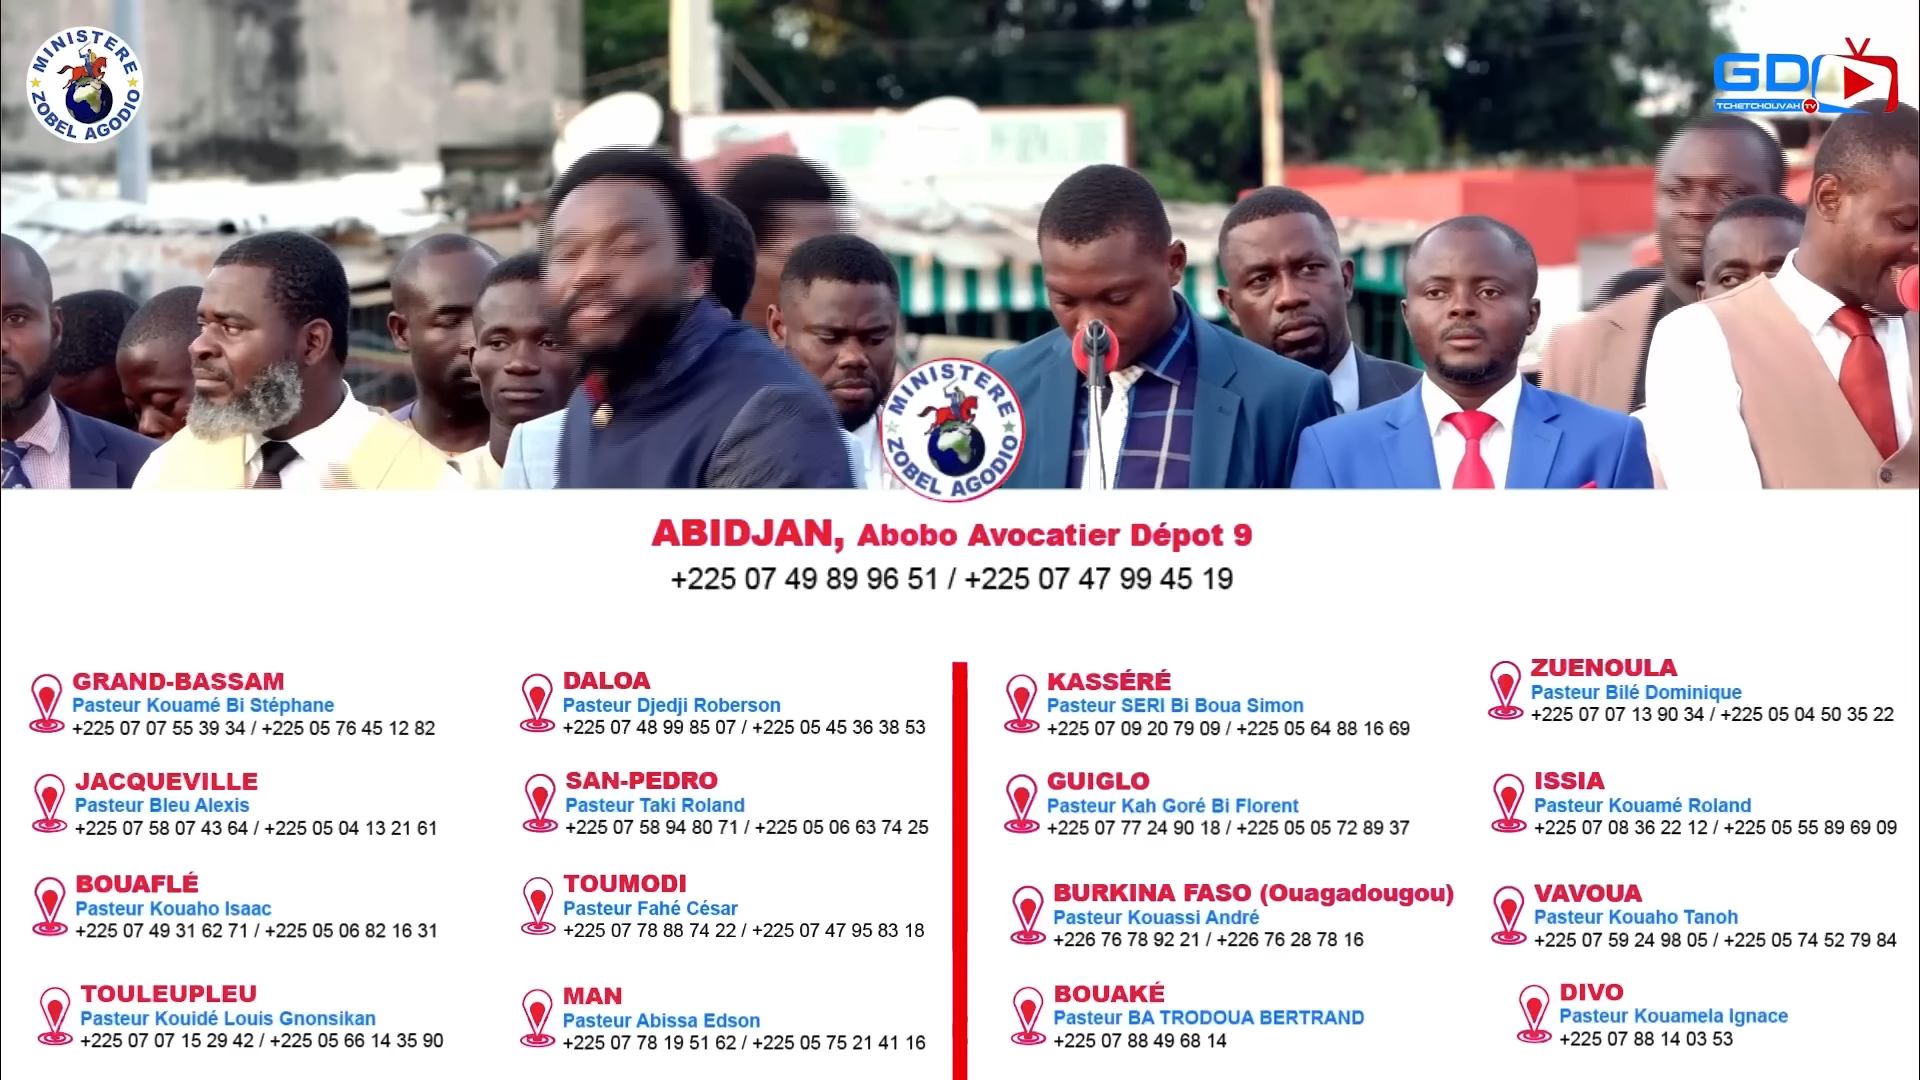 MINISTERE
ZOBEL AGODIO
GD
TCHETCHOUVAH TV
MINISTERE
ZOBEL AGODIO
ABIDJAN, Abobo Avocatier Dépot 9
+225 07 49 89 96 51 / +225 07 47 99 45 19
GRAND-BASSAM
Pasteur Kouamé Bi Stéphane
+225 07 07 55 39 34 / +225 05 76 45 12 82
JACQUEVILLE
Pasteur Bleu Alexis
+225 07 58 07 43 64 / +225 05 04 13 21 61
BOUAFLÉ
Pasteur Kouaho Isaac
+225 07 49 31 62 71 / +225 05 06 82 16 31
TOULEUPLEU
Pasteur Kouidé Louis Gnonsikan
+225 07 07 15 29 42 / +225 05 66 14 35 90
DALOA
Pasteur Djedji Roberson
+225 07 48 99 85 07 / +225 05 45 36 38 53
SAN-PEDRO
Pasteur Taki Roland
+225 07 58 94 80 71 / +225 05 06 63 74 25
TOUMODI
Pasteur Fahé César
+225 07 78 88 74 22 / +225 07 47 95 83 18
MAN
Pasteur Abissa Edson
+225 07 78 19 51 62 / +225 05 75 21 41 16
KASSÉRÉ
Pasteur SERI Bi Boua Simon
+225 07 09 20 79 09 / +225 05 64 88 16 69
GUIGLO
Pasteur Kah Goré Bi Florent
+225 07 77 24 90 18 / +225 05 05 72 89 37
BURKINA FASO (Ouagadougou)
Pasteur Kouassi André
+226 76 78 92 21 / +226 76 28 78 16
BOUAKÉ
Pasteur BA TRODOUA BERTRAND
+225 07 88 49 68 14
ZUENOULA
Pasteur Bilé Dominique
+225 07 07 13 90 34 / +225 05 04 50 35 22
ISSIA
Pasteur Kouamé Roland
+225 07 08 36 22 12 / +225 05 55 89 69 09
VAVOUA
Pasteur Kouaho Tanoh
+225 07 59 24 98 05 / +225 05 74 52 79 84
DIVO
Pasteur Kouamela Ignace
+225 07 88 14 03 53